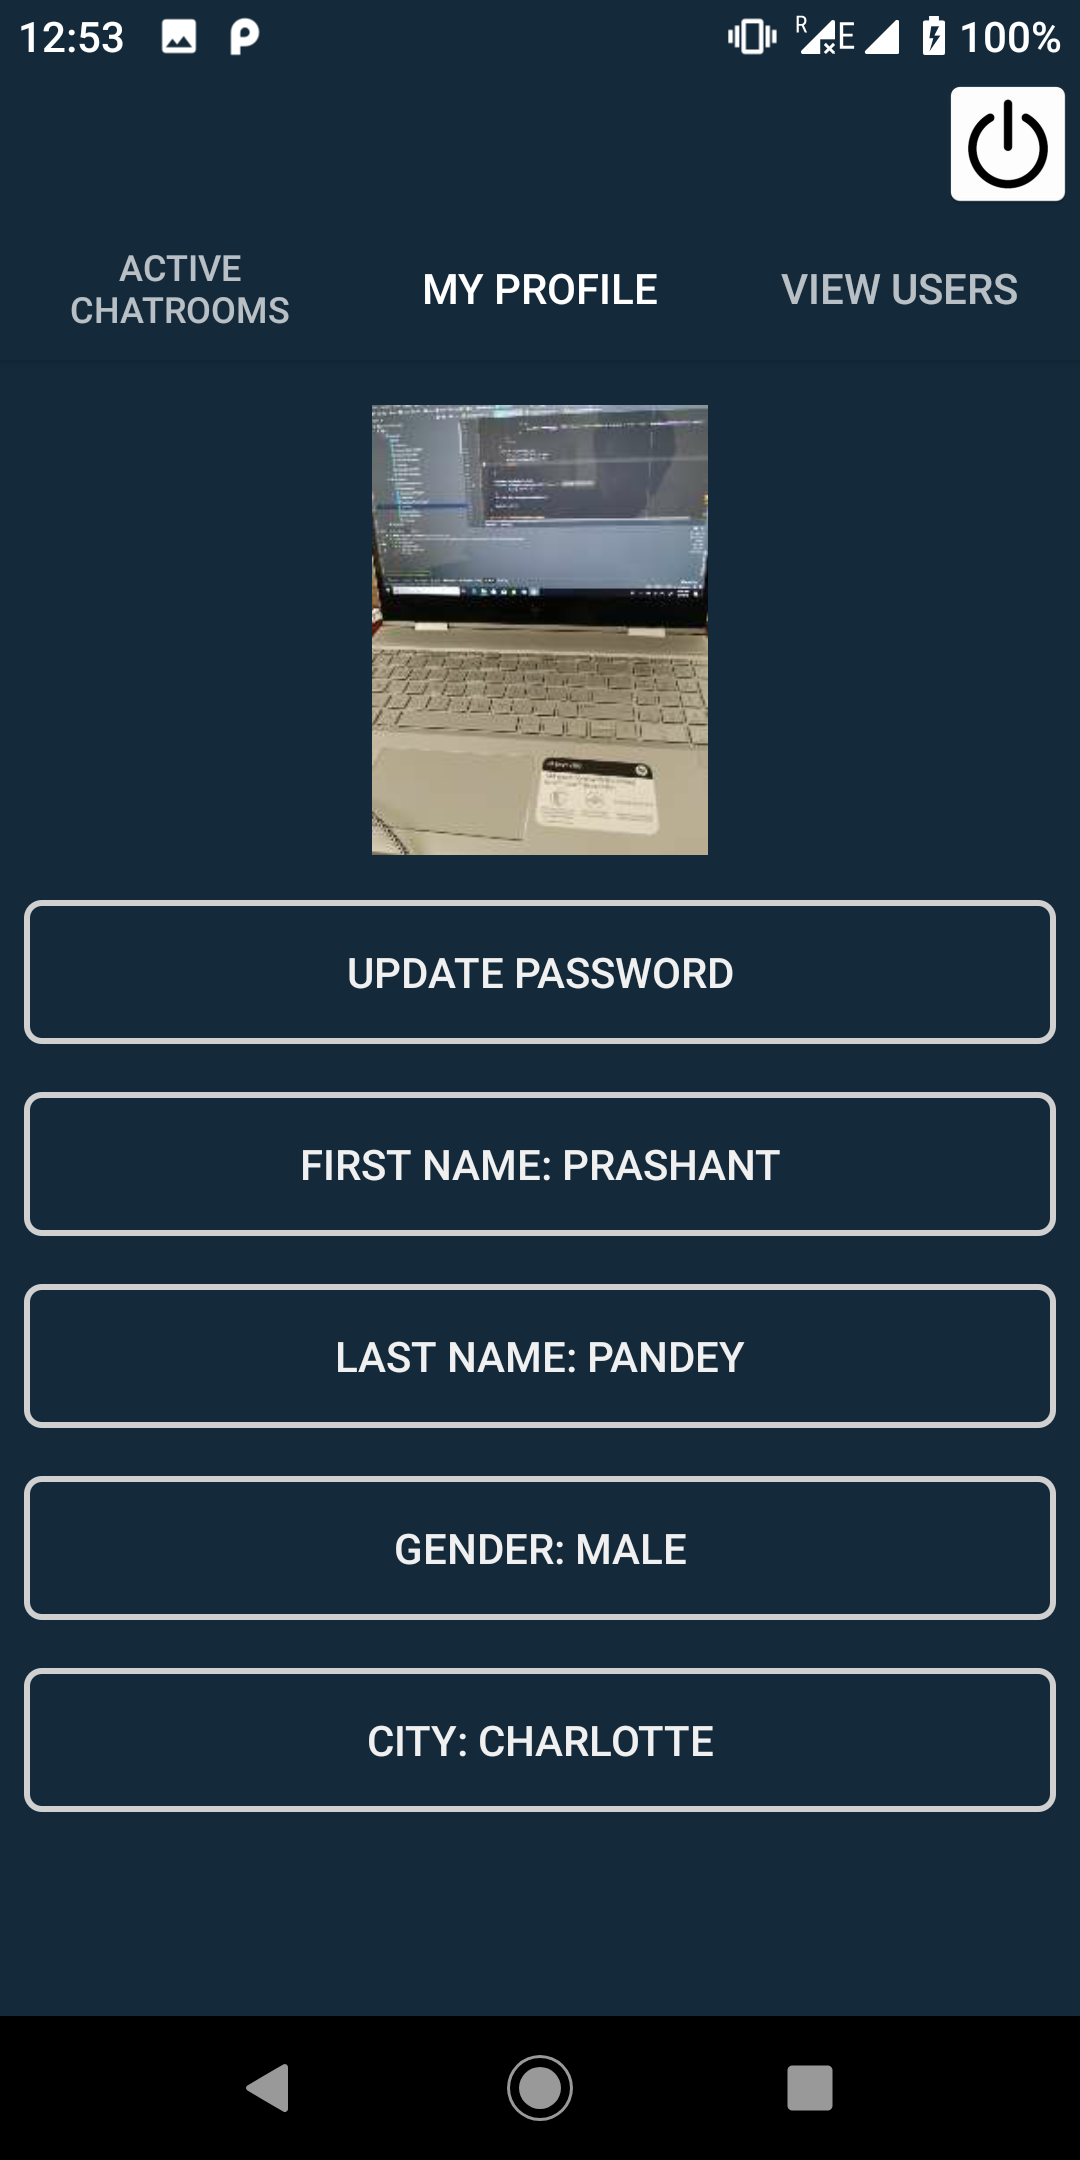 12:53
R
E
100%
ACTIVE
CHATROOMS
MY PROFILE
VIEW USERS
UPDATE PASSWORD
FIRST NAME: PRASHANT
LAST NAME: PANDEY
GENDER: MALE
CITY: CHARLOTTE